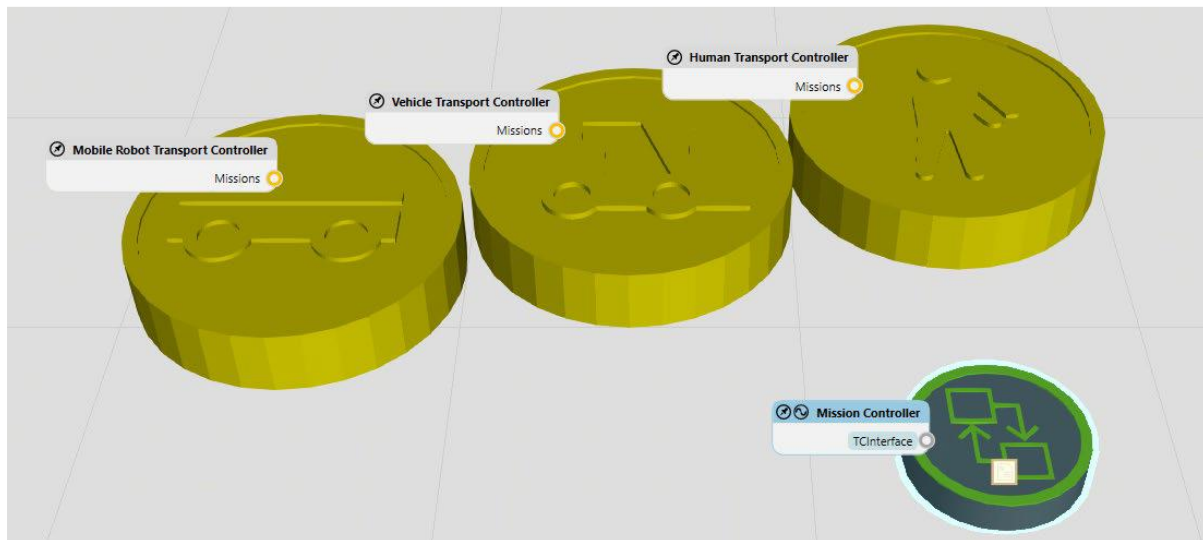 Human Transport Controller
Missions
Vehicle Transport Controller
Missions
Mobile Robot Transport Controller
Missions
Mission Controller
TCInterface